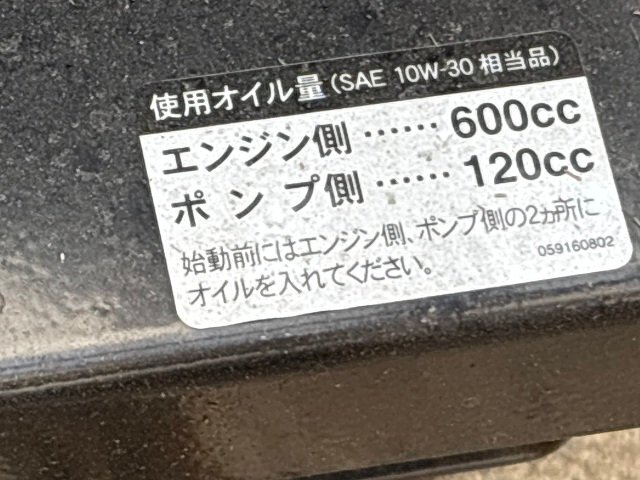 使用オイル量(SAE 10W-30 相当品)
エンジン側 …… 600cc
ポンプ側 …… 120cc
始動前にはエンジン側、ポンプ側の2ヵ所に
オイルを入れてください。
059160802